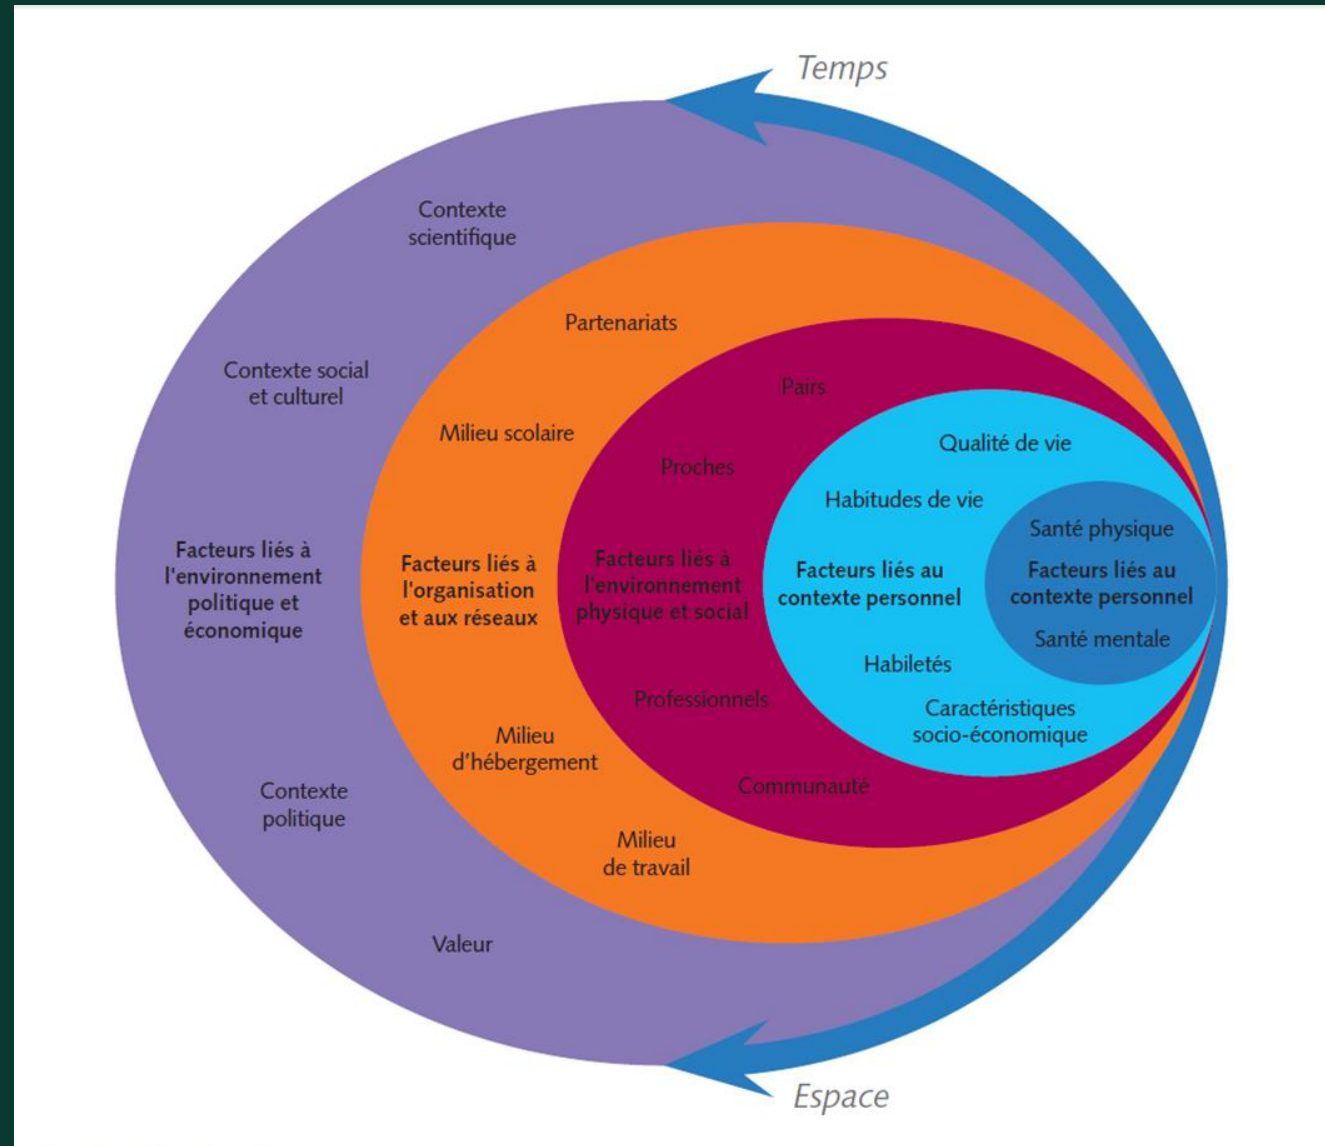 Temps
Contexte
scientifique
Partenariats
Contexte social
et culturel
Pairs
Milieu scolaire
Qualité de vie
Proches
Habitudes de vie
Santé physique
Facteurs liés à
l'environnement
politique et
économique
Facteurs liés à
l'organisation
et aux réseaux
Facteurs liés à
l'environnement
physique et social
Facteurs liés au
contexte personnel
Facteurs liés au
contexte personnel
Santé mentale
Habiletés
Professionnels
Caractéristiques
socio-économique
Milieu
d'hébergement
Contexte
politique
Communauté
Milieu
de travail
Valeur
Espace